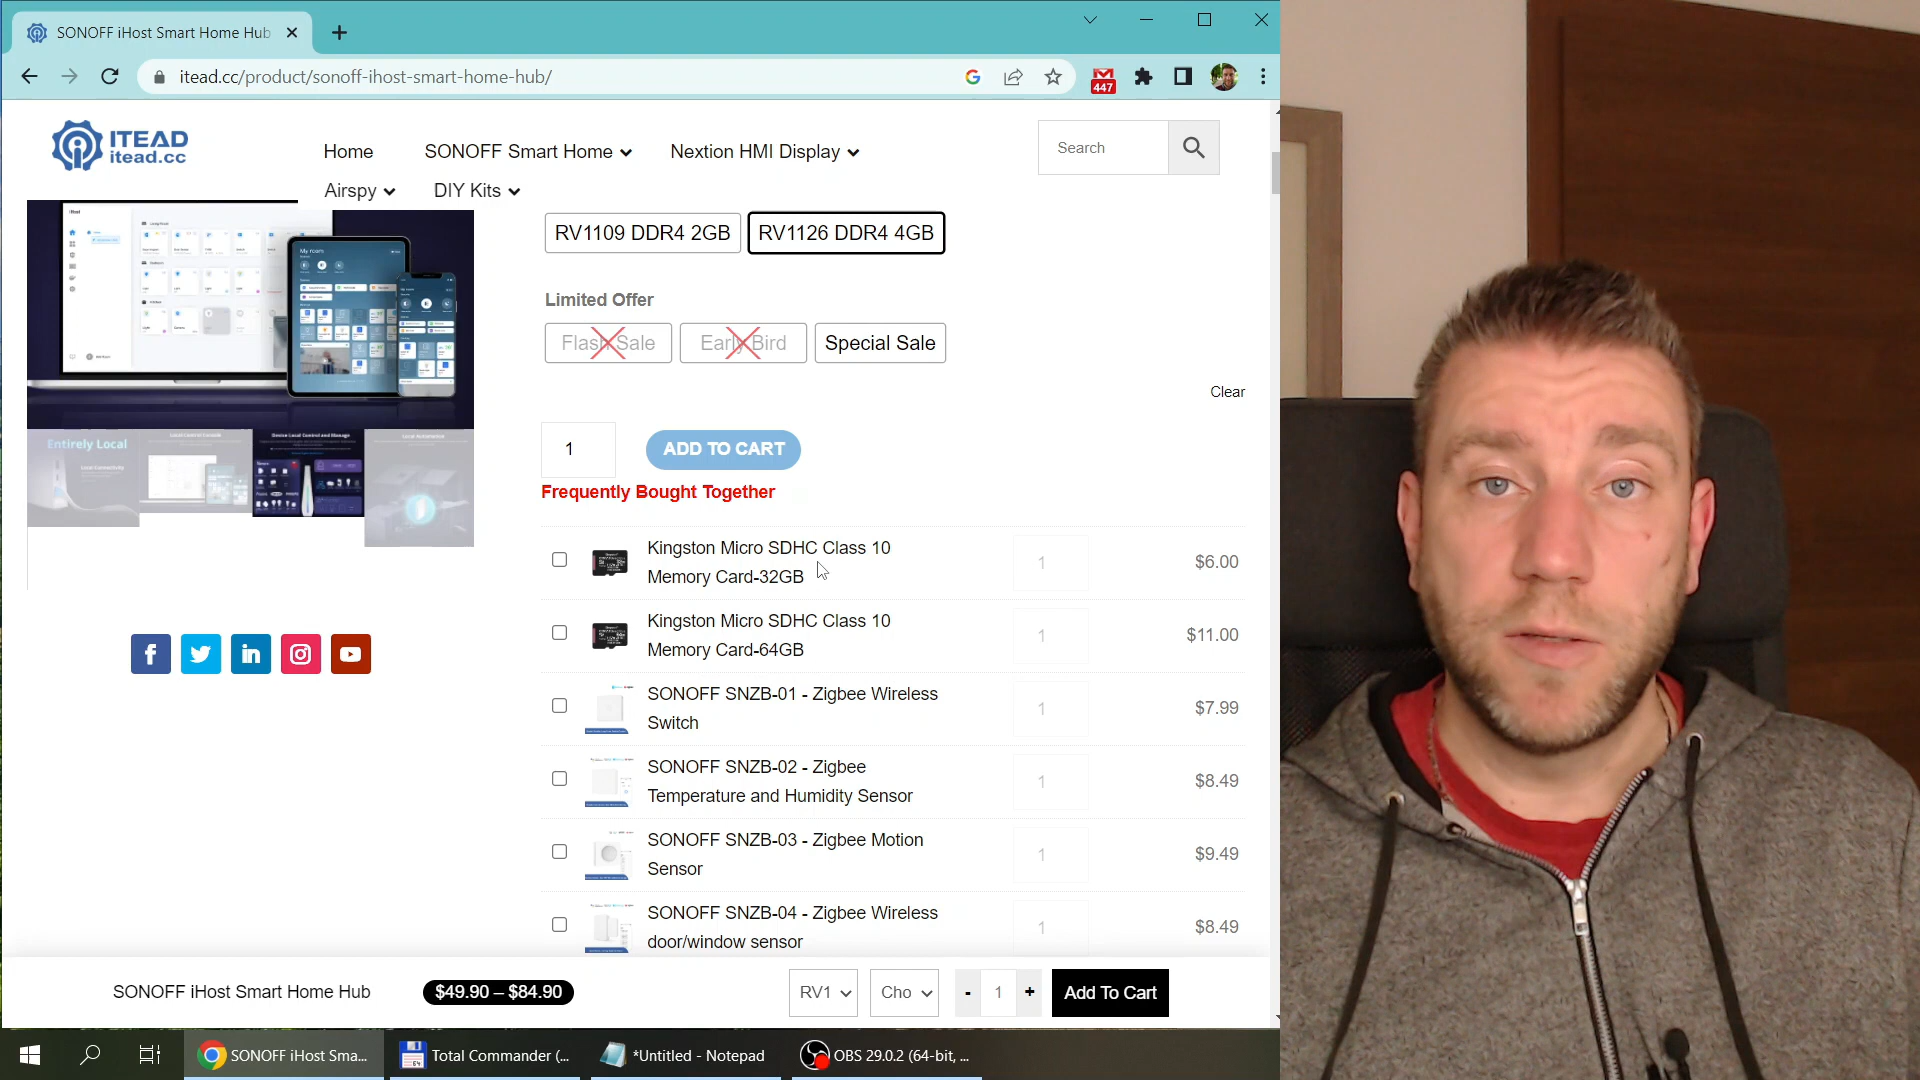 SONOFF iHost Smart Home Hub
itead.cc/product/sonoff-ihost-smart-home-hub/
447
ITEAD
itead.cc
Home
SONOFF Smart Home
Nextion HMI Display
Search
Airspy
DIY Kits
My room
RV1109 DDR4 2GB
RV1126 DDR4 4GB
Limited Offer
Flash Sale
Early Bird
Special Sale
Clear
1
ADD TO CART
Entirely Local
Frequently Bought Together
Kingston Micro SDHC Class 10
Memory Card-32GB
1
$6.00
Kingston Micro SDHC Class 10
Memory Card-64GB
1
$11.00
SONOFF SNZB-01 - Zigbee Wireless
Switch
1
$7.99
SONOFF SNZB-02 - Zigbee
Temperature and Humidity Sensor
1
$8.49
SONOFF SNZB-03 - Zigbee Motion
Sensor
1
$9.49
SONOFF SNZB-04 - Zigbee Wireless
door/window sensor
1
$8.49
SONOFF iHost Smart Home Hub
$49.90 – $84.90
RV1
Cho
- 1 +
Add To Cart
SONOFF iHost Sma...
Total Commander (...
*Untitled - Notepad
OBS 29.0.2 (64-bit, ...